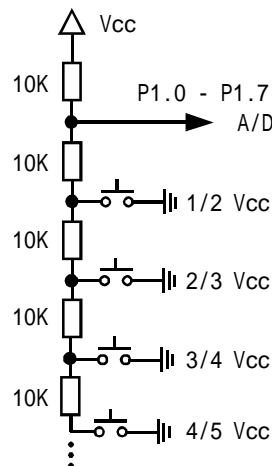 Vcc
10K
P1.0 - P1.7
A/D
10K
1/2 Vcc
10K
2/3 Vcc
10K
3/4 Vcc
10K
4/5 Vcc